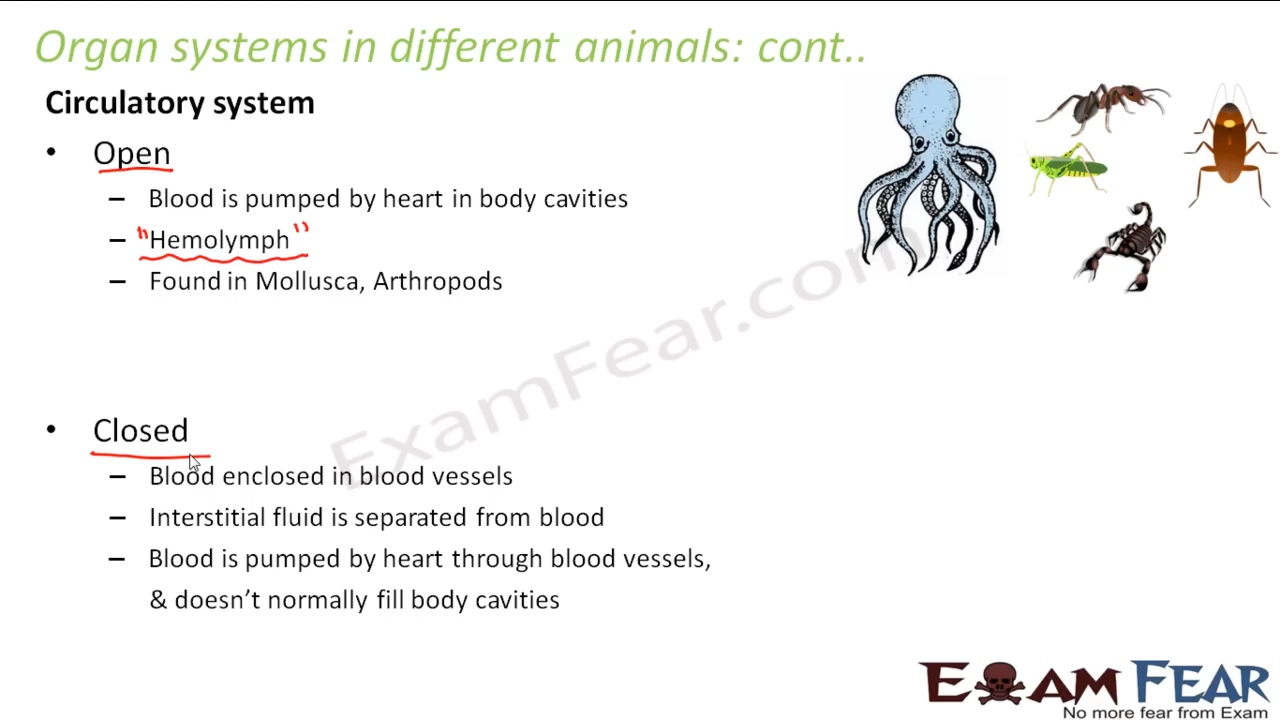 Organ systems in different animals: cont..
Circulatory system
• Open
– Blood is pumped by heart in body cavities
– "Hemolymph"
– Found in Mollusca, Arthropods
ExamFear.com
• Closed
– Blood enclosed in blood vessels
– Interstitial fluid is separated from blood
– Blood is pumped by heart through blood vessels,
& doesn't normally fill body cavities
EXAM FEAR
No more fear from Exam